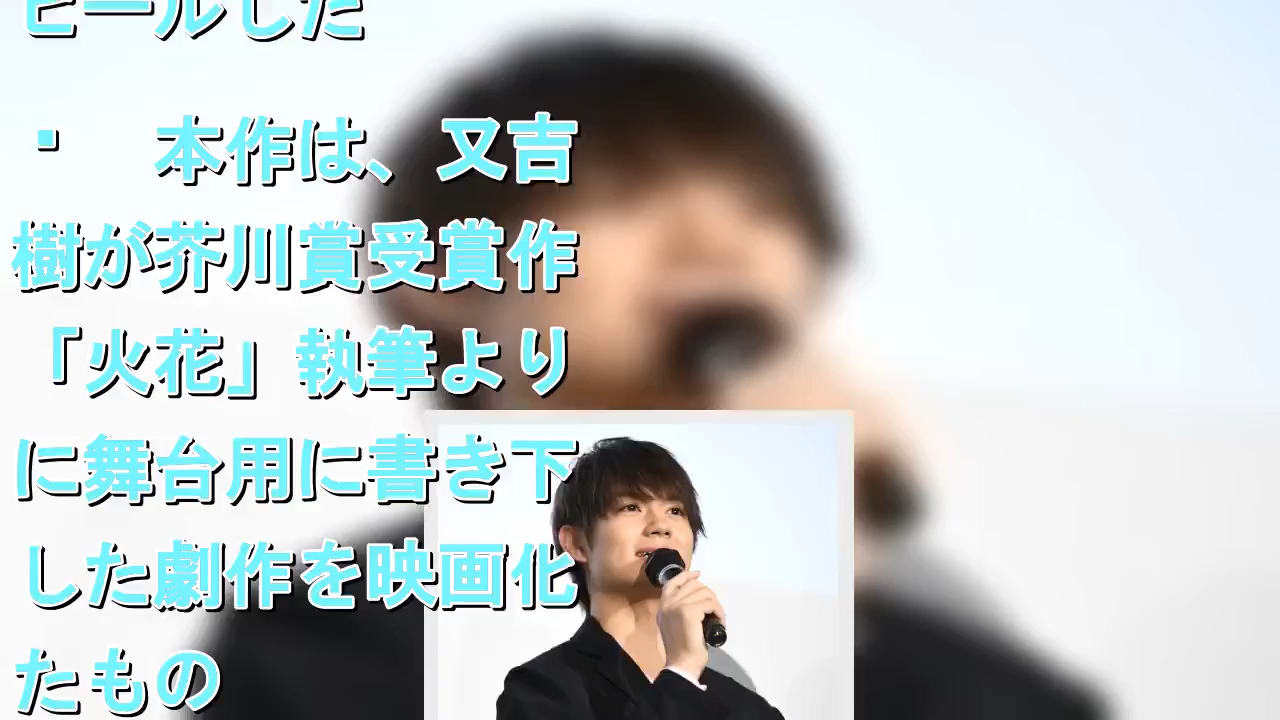 ピールした
·　本作は、又吉
樹が芥川賞受賞作
「火花」執筆より
に舞台用に書き下
した劇作を映画化
たもの